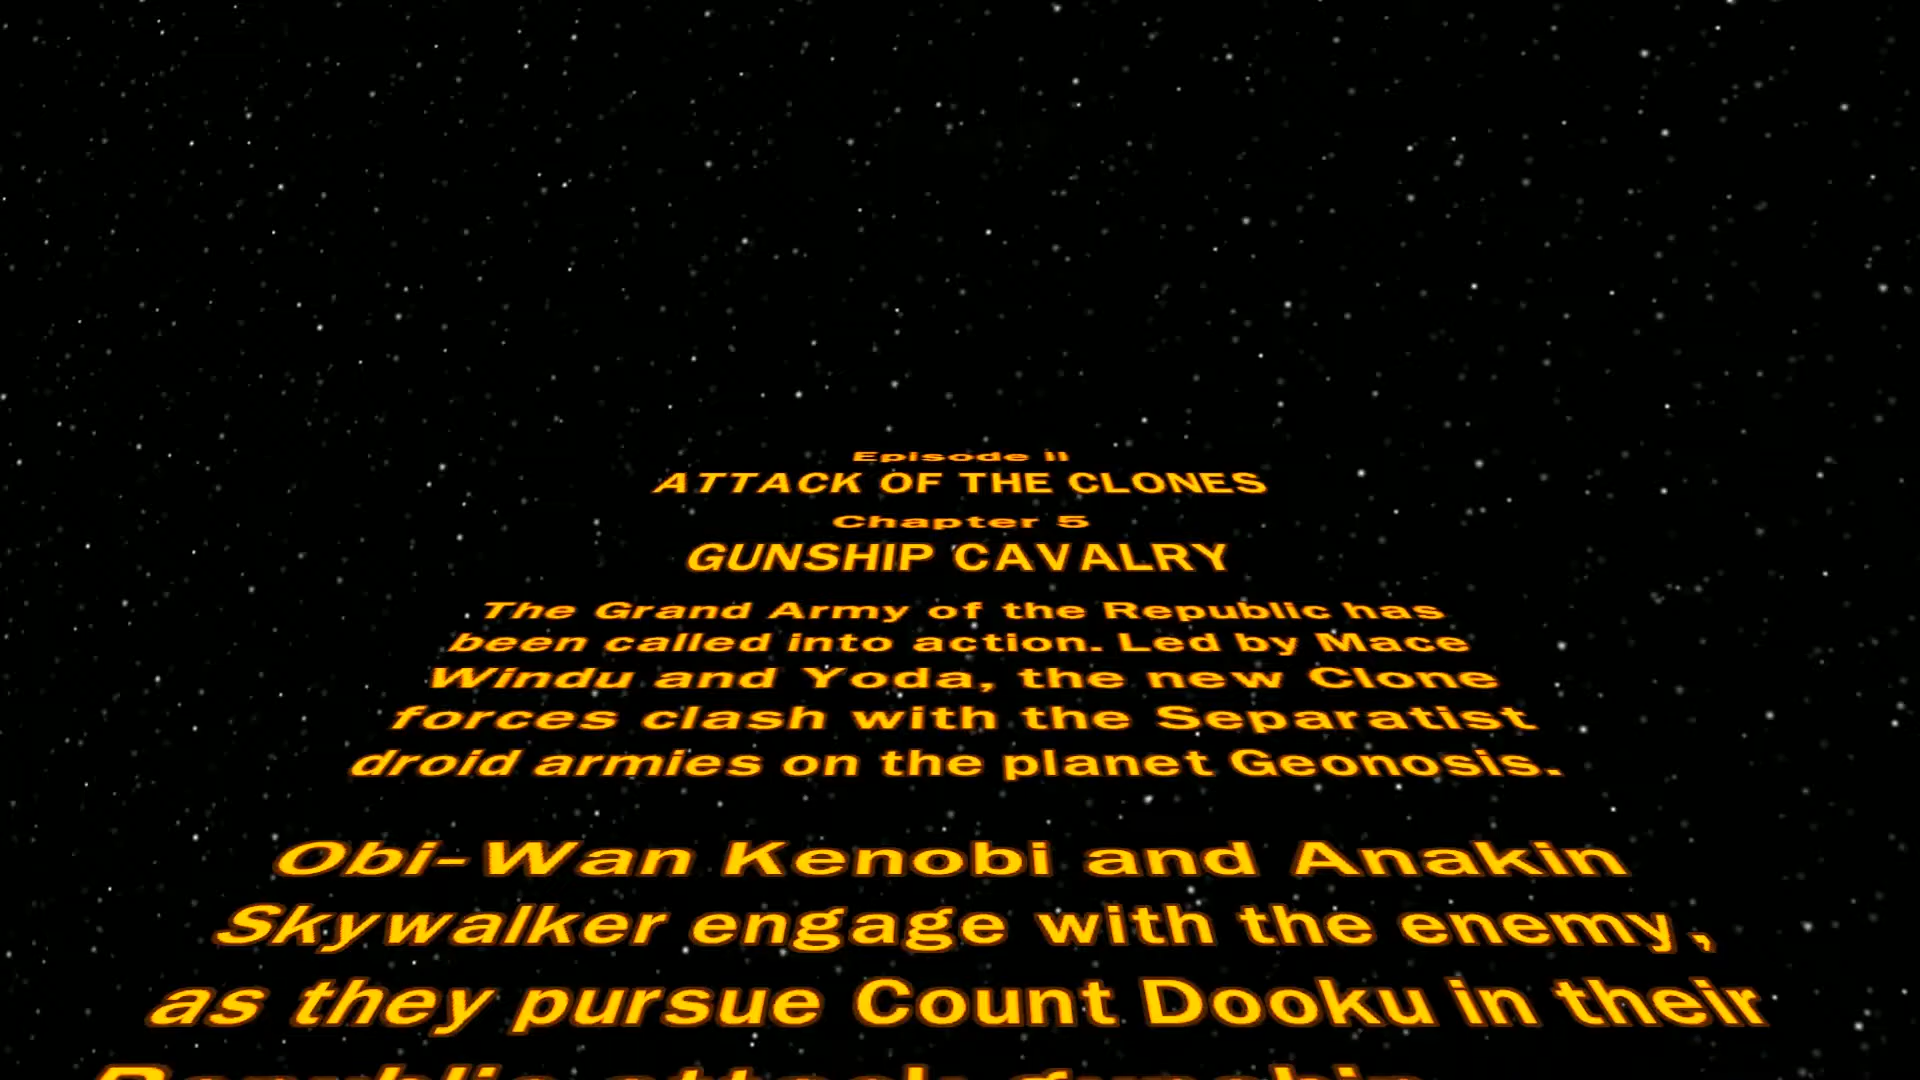 Episode II
ATTACK OF THE CLONES
Chapter 5
GUNSHIP CAVALRY
The Grand Army of the Republic has
been called into action. Led by Mace
Windu and Yoda, the new Clone
forces clash with the Separatist
droid armies on the planet Geonosis.
Obi-Wan Kenobi and Anakin
Skywalker engage with the enemy,
as they pursue Count Dooku in their
Republic attack gunship